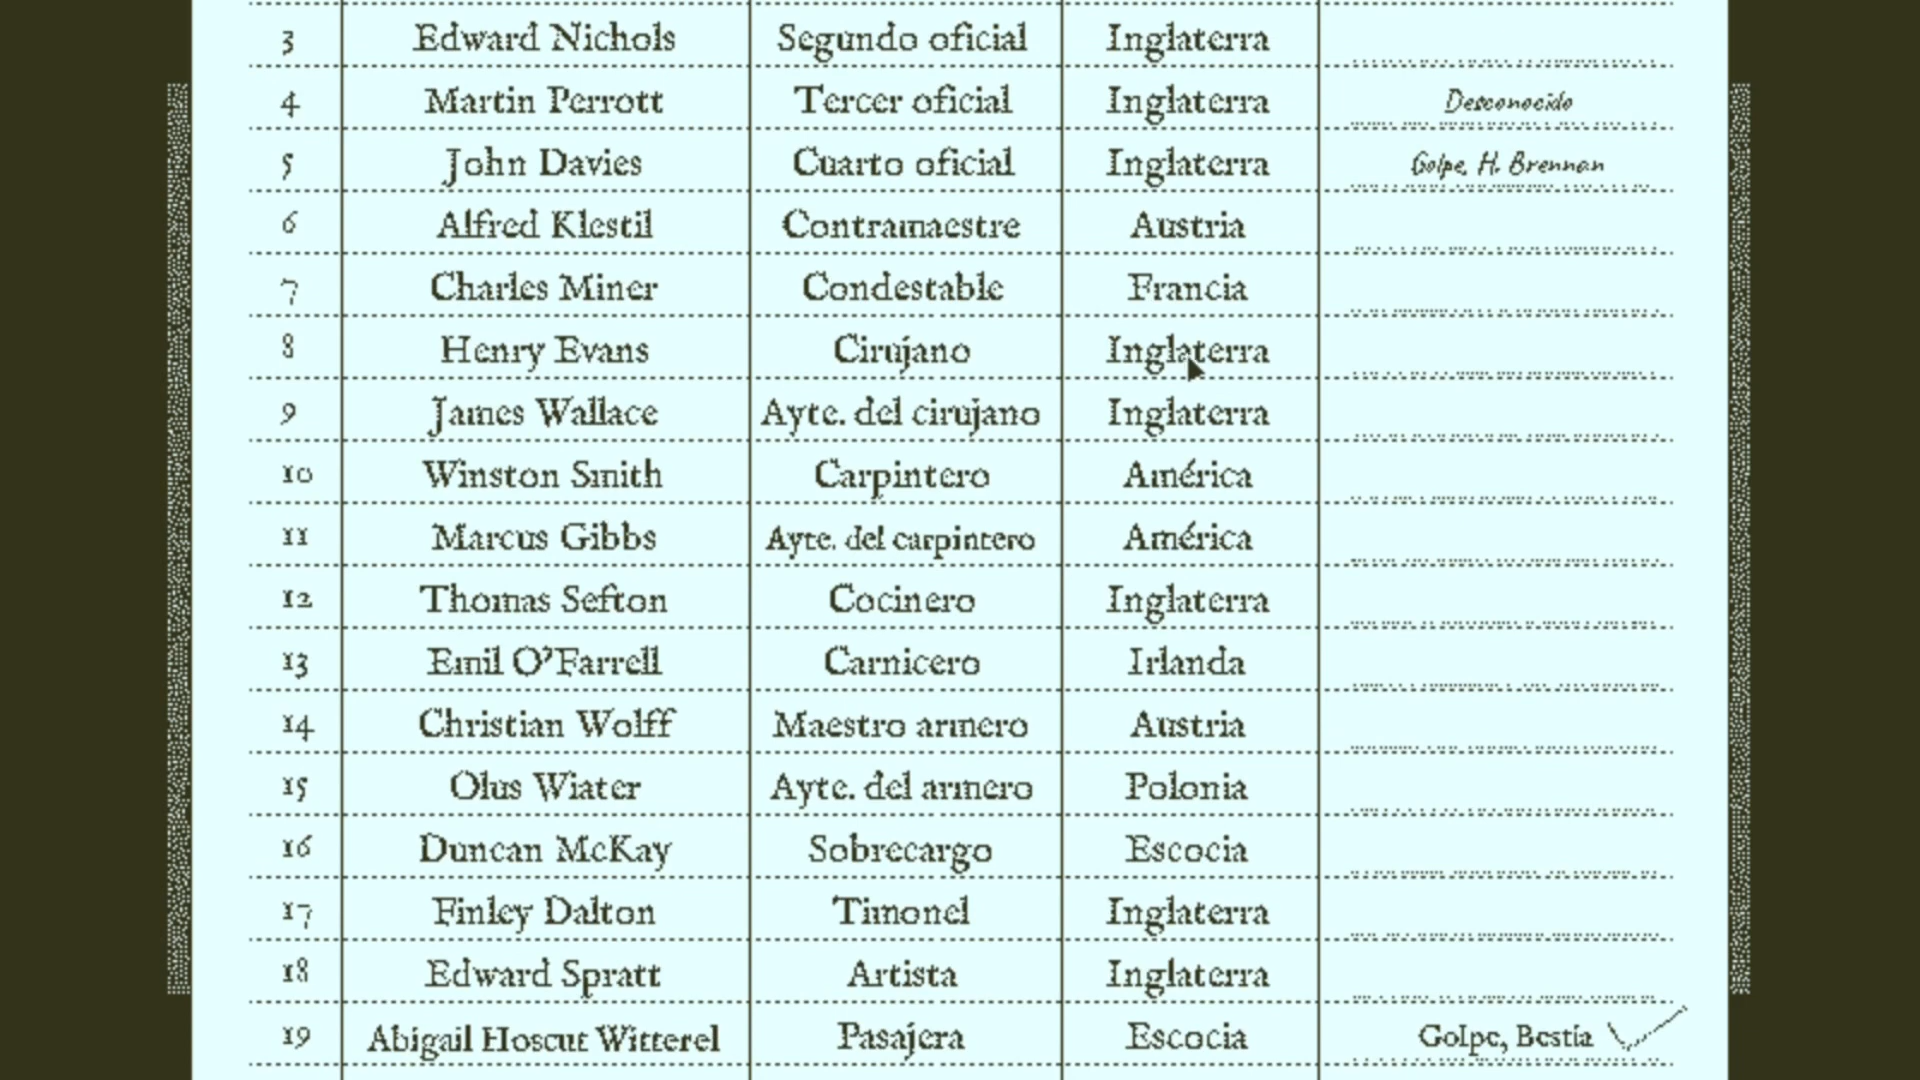 3 Edward Nichols Segundo oficial Inglaterra
4 Martin Perrott Tercer oficial Inglaterra Desconocido
5 John Davies Cuarto oficial Inglaterra Golpe, H. Brennan
6 Alfred Klestil Contramaestre Austria
7 Charles Miner Condestable Francia
8 Henry Evans Cirujano Inglaterra
9 James Wallace Ayte. del cirujano Inglaterra
10 Winston Smith Carpintero América
11 Marcus Gibbs Ayte. del carpintero América
12 Thomas Sefton Cocinero Inglaterra
13 Emil O'Farrell Carnicero Irlanda
14 Christian Wolff Maestro armero Austria
15 Olus Wiater Ayte. del armero Polonia
16 Duncan McKay Sobrecargo Escocia
17 Finley Dalton Timonel Inglaterra
18 Edward Spratt Artista Inglaterra
19 Abigail Hoscut Witterel Pasajera Escocia Golpe, Bestia